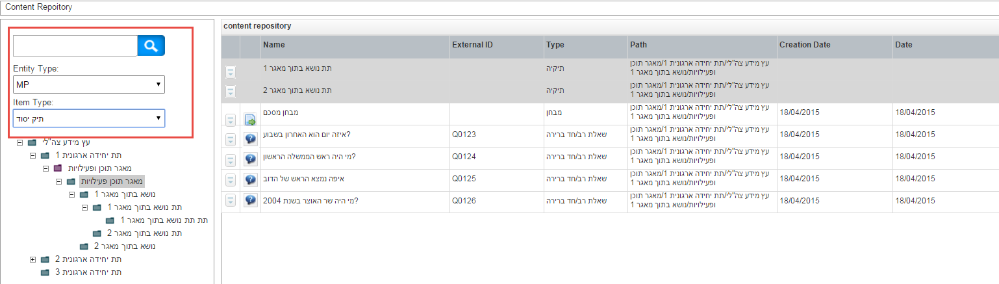 Content Repoitory
Entity Type:
MP
Item Type:
תיק יסוד
עץ מידע צה"לי
תת יחידה ארגונית 1
מאגר תוכן ופעילויות
מאגר תוכן פעילויות
נושא בתוך מאגר 1
תת נושא בתוך מאגר 1
תת תת נושא בתוך מאגר 1
תת נושא בתוך מאגר 2
נושא בתוך מאגר 2
תת יחידה ארגונית 2
תת יחידה ארגונית 3
content repository
Name External ID Type Path Creation Date Date
תת נושא בתוך מאגר 1 תיקיה עץ מידע צה"לי/תת יחידה ארגונית 1/מאגר תוכן
ופעילויות/נושא בתוך מאגר 1
תת נושא בתוך מאגר 2 תיקיה עץ מידע צה"לי/תת יחידה ארגונית 1/מאגר תוכן
ופעילויות/נושא בתוך מאגר 1
מבחן מסכם מבחן עץ מידע צה"לי/תת יחידה ארגונית 1/מאגר תוכן 18/04/2015 18/04/2015
ופעילויות/נושא בתוך מאגר 1
איזה יום הוא האחרון בשבוע? Q0123 שאלת רב/חד ברירה עץ מידע צה"לי/תת יחידה ארגונית 1/מאגר תוכן 18/04/2015 18/04/2015
ופעילויות/נושא בתוך מאגר 1
מי היה ראש הממשלה הראשון? Q0124 שאלת רב/חד ברירה עץ מידע צה"לי/תת יחידה ארגונית 1/מאגר תוכן 18/04/2015 18/04/2015
ופעילויות/נושא בתוך מאגר 1
איפה נמצא הראש של הדוב Q0125 שאלת רב/חד ברירה עץ מידע צה"לי/תת יחידה ארגונית 1/מאגר תוכן 18/04/2015 18/04/2015
ופעילויות/נושא בתוך מאגר 1
מי היה שר האוצר בשנת 2004? Q0126 שאלת רב/חד ברירה עץ מידע צה"לי/תת יחידה ארגונית 1/מאגר תוכן 18/04/2015 18/04/2015
ופעילויות/נושא בתוך מאגר 1